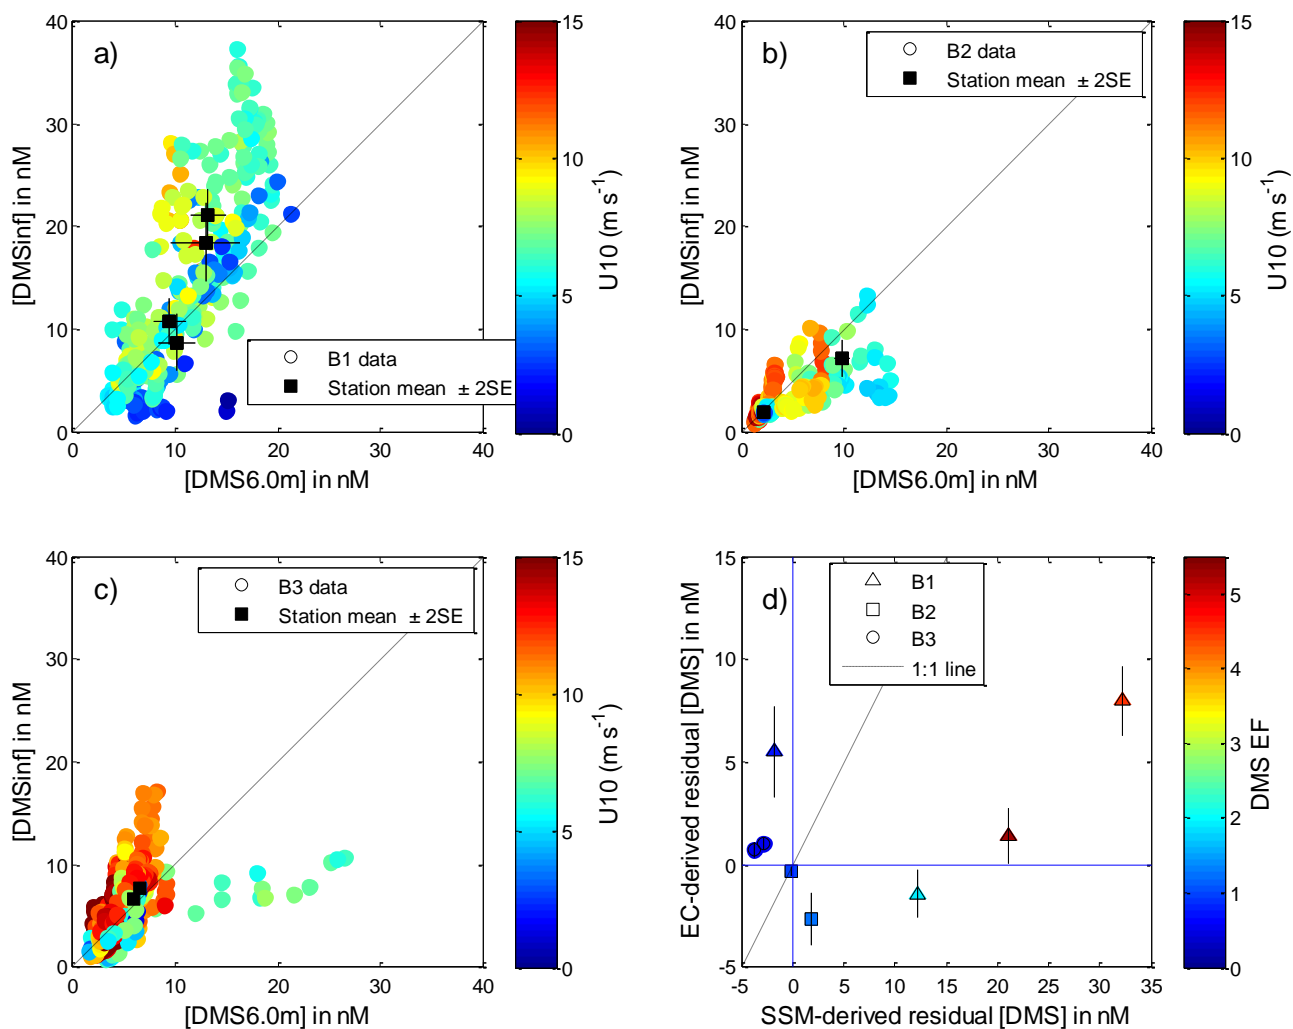 a)
B1 data
Station mean ± 2SE
[DMSinf] in nM
[DMS6.0m] in nM
0 10 20 30 40
0 10 20 30 40
U10 (m s-1)
0 5 10 15
b)
B2 data
Station mean ± 2SE
[DMSinf] in nM
[DMS6.0m] in nM
0 10 20 30 40
0 10 20 30 40
U10 (m s-1)
0 5 10 15
c)
B3 data
Station mean ± 2SE
[DMSinf] in nM
[DMS6.0m] in nM
0 10 20 30 40
0 10 20 30 40
U10 (m s-1)
0 5 10 15
d)
B1
B2
B3
1:1 line
EC-derived residual [DMS] in nM
SSM-derived residual [DMS] in nM
-5 0 5 10 15
-5 0 5 10 15 20 25 30 35
DMS EF
0 1 2 3 4 5